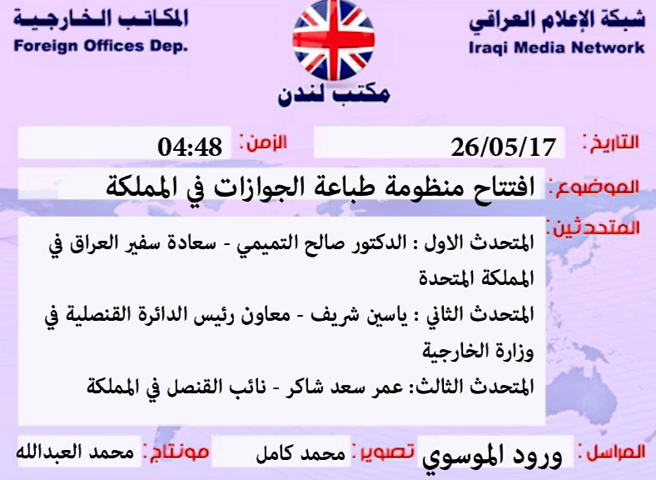 شبكة الإعلام العراقي
Iraqi Media Network
المكاتب الخارجية
Foreign Offices Dep.
مكتب لندن
التاريخ: 26/05/17 الزمن: 04:48
الموضوع: افتتاح منظومة طباعة الجوازات في المملكة
المتحدثين:
المتحدث الاول : الدكتور صالح التميمي - سعادة سفير العراق في
المملكة المتحدة
المتحدث الثاني : ياسين شريف - معاون رئيس الدائرة القنصلية في
وزارة الخارجية
المتحدث الثالث: عمر سعد شاكر - نائب القنصل في المملكة
المراسل: ورود الموسوي تصوير: محمد كامل مونتاج: محمد العبدالله